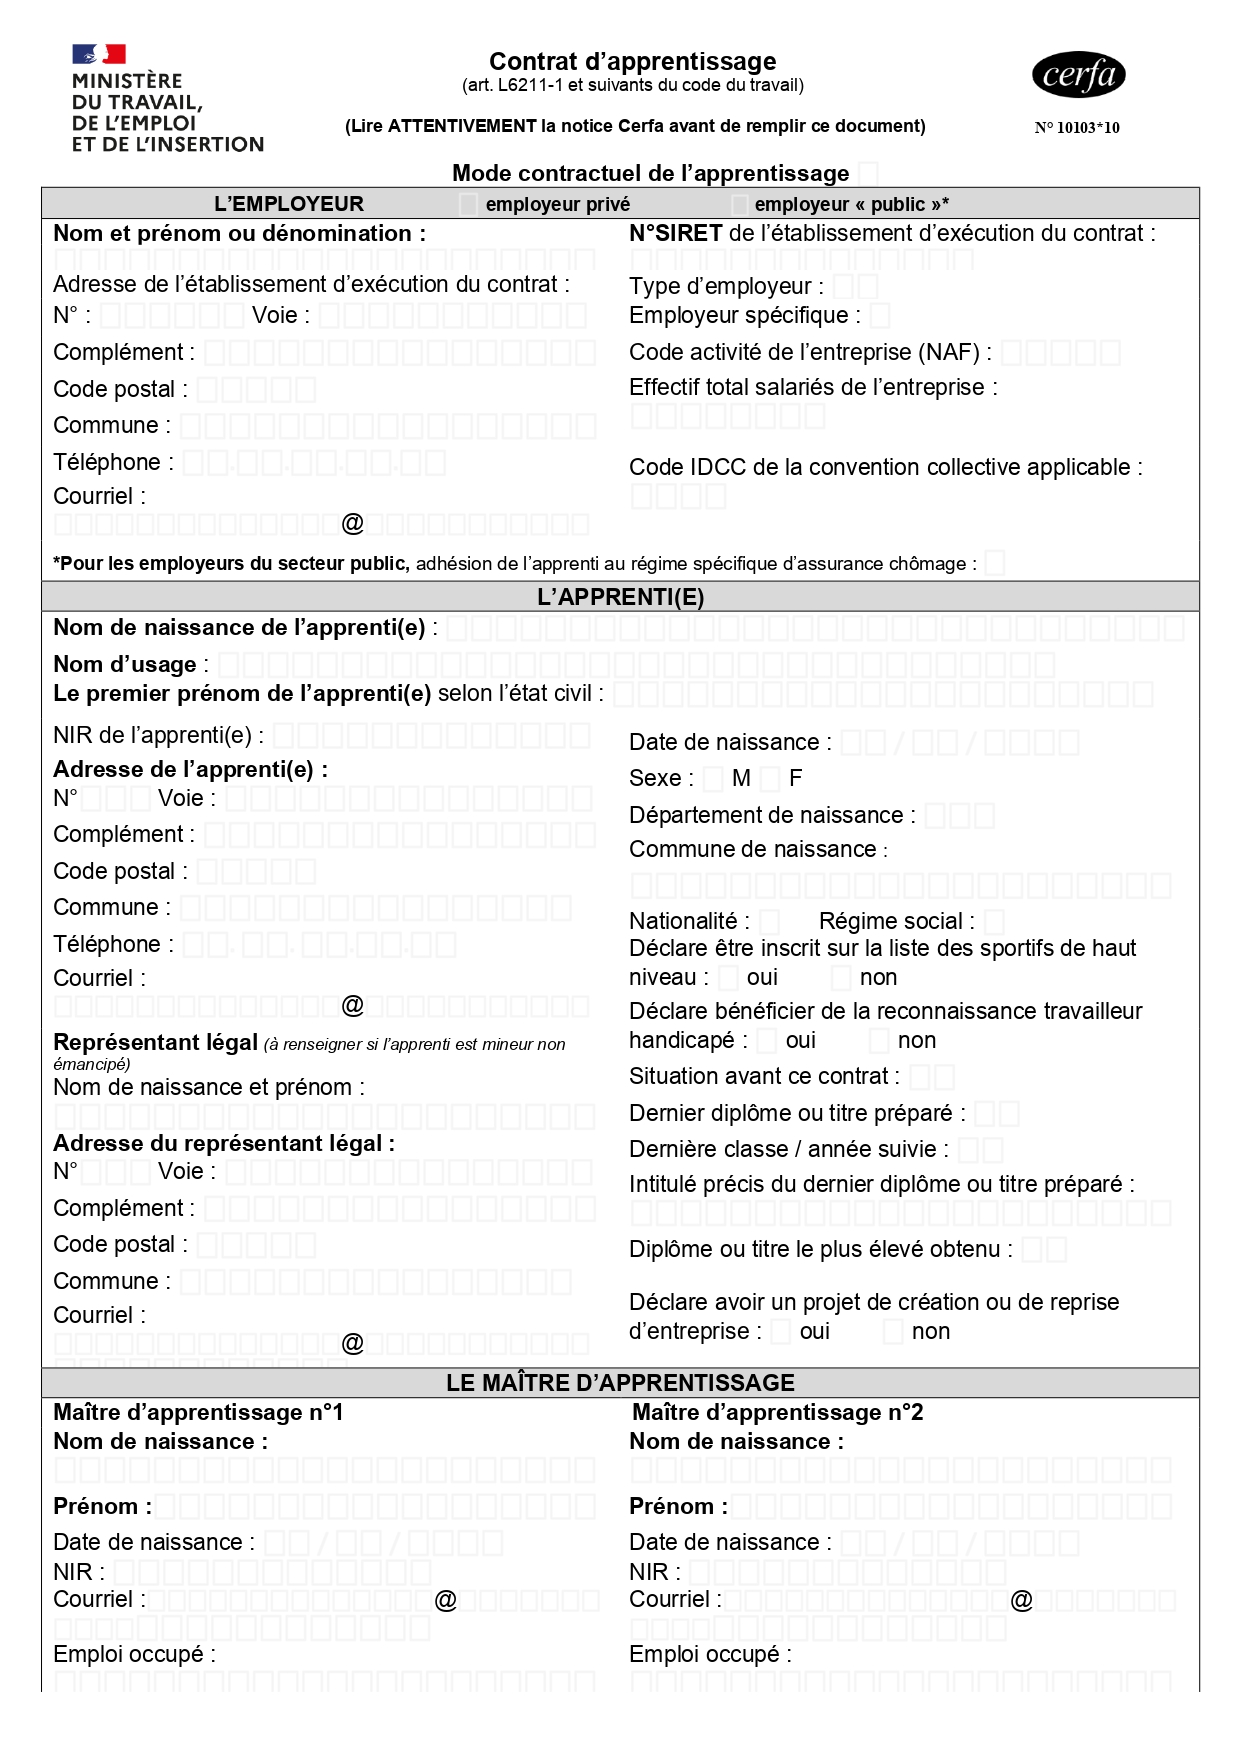 MINISTÈRE
DU TRAVAIL,
DE L'EMPLOI
ET DE L'INSERTION
Contrat d'apprentissage
(art. L6211-1 et suivants du code du travail)
(Lire ATTENTIVEMENT la notice Cerfa avant de remplir ce document)
cerfa
N° 10103*10
Mode contractuel de l'apprentissage
L'EMPLOYEUR employeur privé employeur « public »*
Nom et prénom ou dénomination :
Adresse de l'établissement d'exécution du contrat :
N° : Voie :
Complément :
Code postal :
Commune :
Téléphone : . . . .
Courriel :
@
N°SIRET de l'établissement d'exécution du contrat :
Type d'employeur :
Employeur spécifique :
Code activité de l'entreprise (NAF) :
Effectif total salariés de l'entreprise :
Code IDCC de la convention collective applicable :
*Pour les employeurs du secteur public, adhésion de l'apprenti au régime spécifique d'assurance chômage :
L'APPRENTI(E)
Nom de naissance de l'apprenti(e) :
Nom d'usage :
Le premier prénom de l'apprenti(e) selon l'état civil :
NIR de l'apprenti(e) :
Adresse de l'apprenti(e) :
N° Voie :
Complément :
Code postal :
Commune :
Téléphone : . . . .
Courriel :
@
Représentant légal (à renseigner si l'apprenti est mineur non
émancipé)
Nom de naissance et prénom :
Adresse du représentant légal :
N° Voie :
Complément :
Code postal :
Commune :
Courriel :
@
Date de naissance : / /
Sexe : M F
Département de naissance :
Commune de naissance :
Nationalité : Régime social :
Déclare être inscrit sur la liste des sportifs de haut
niveau : oui non
Déclare bénéficier de la reconnaissance travailleur
handicapé : oui non
Situation avant ce contrat :
Dernier diplôme ou titre préparé :
Dernière classe / année suivie :
Intitulé précis du dernier diplôme ou titre préparé :
Diplôme ou titre le plus élevé obtenu :
Déclare avoir un projet de création ou de reprise
d'entreprise : oui non
LE MAÎTRE D'APPRENTISSAGE
Maître d'apprentissage n°1
Nom de naissance :
Prénom :
Date de naissance : / /
NIR :
Courriel : @
Emploi occupé :
Maître d'apprentissage n°2
Nom de naissance :
Prénom :
Date de naissance : / /
NIR :
Courriel : @
Emploi occupé :